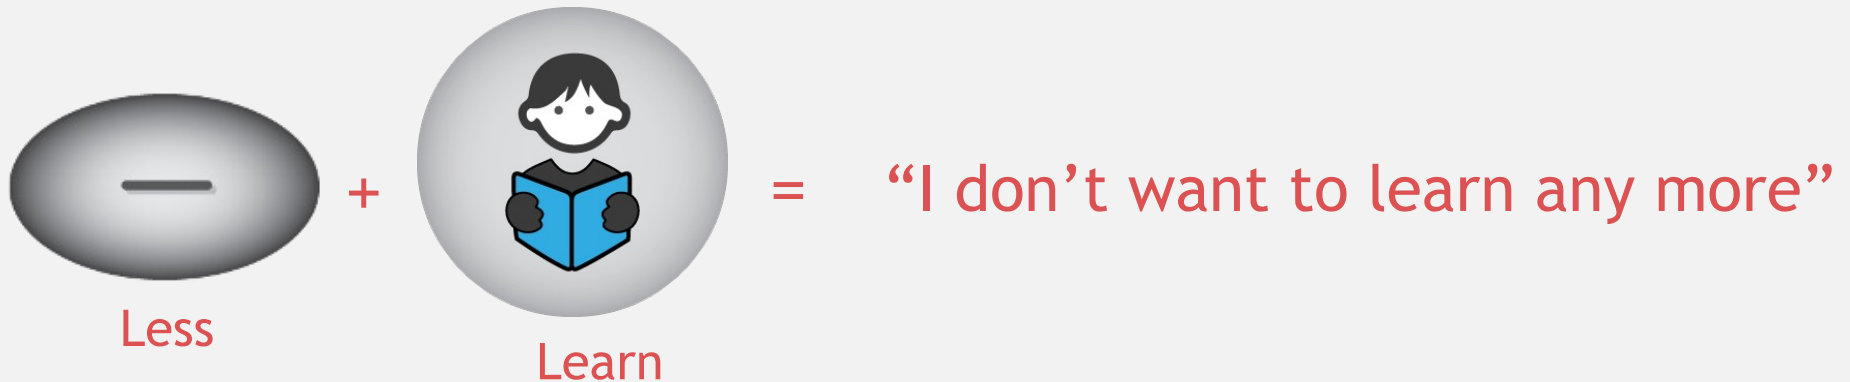 +
=
“I don’t want to learn any more”
Less
Learn